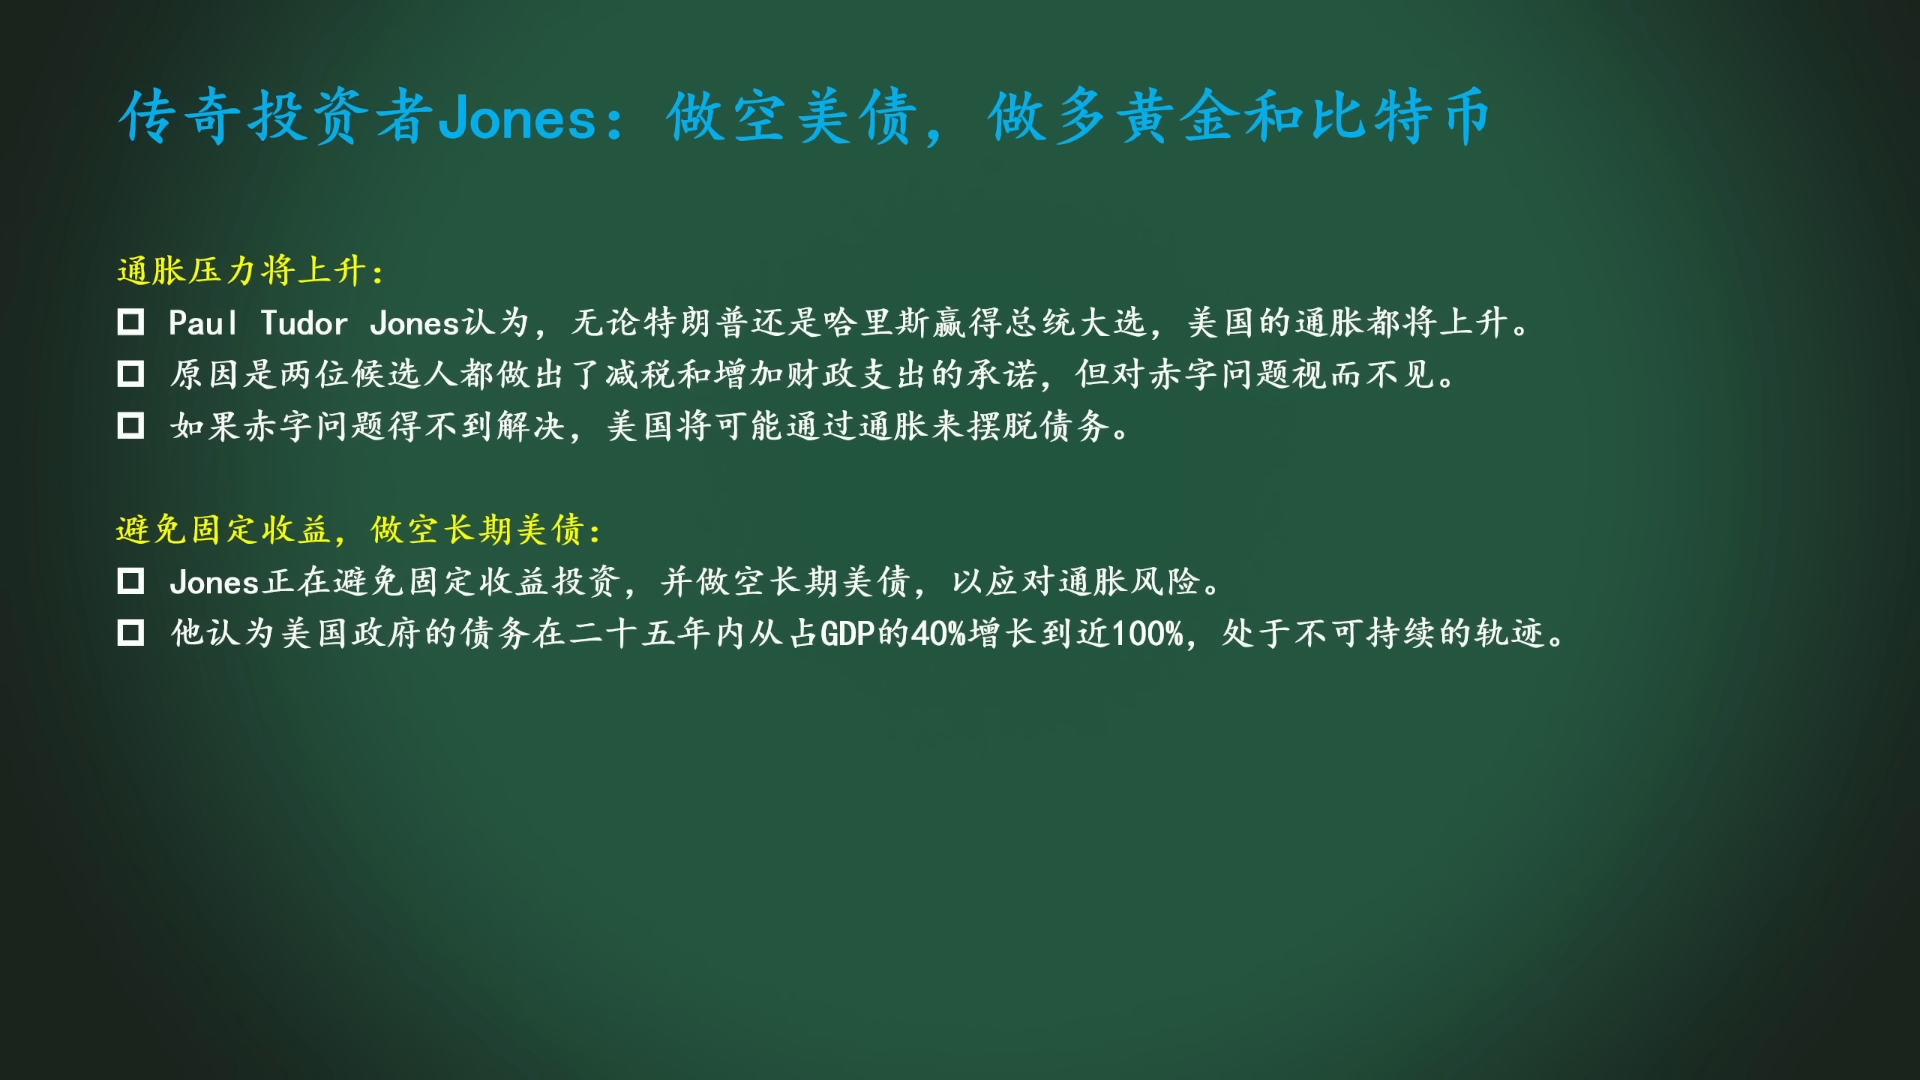 传奇投资者Jones：做空美债，做多黄金和比特币
通胀压力将上升：
Paul Tudor Jones认为，无论特朗普还是哈里斯赢得总统大选，美国的通胀都将上升。
原因是两位候选人都做出了减税和增加财政支出的承诺，但对赤字问题视而不见。
如果赤字问题得不到解决，美国将可能通过通胀来摆脱债务。
避免固定收益，做空长期美债：
Jones正在避免固定收益投资，并做空长期美债，以应对通胀风险。
他认为美国政府的债务在二十五年内从占GDP的40%增长到近100%，处于不可持续的轨迹。